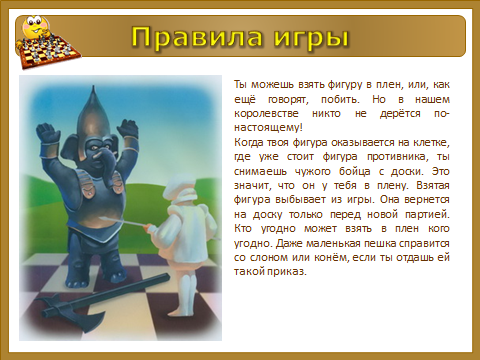 Правила игры
Ты можешь взять фигуру в плен, или, как
ещё говорят, побить. Но в нашем
королевстве никто не дерётся по-
настоящему!
Когда твоя фигура оказывается на клетке,
где уже стоит фигура противника, ты
снимаешь чужого бойца с доски. Это
значит, что он у тебя в плену. Взятая
фигура выбывает из игры. Она вернется
на доску только перед новой партией.
Кто угодно может взять в плен кого
угодно. Даже маленькая пешка справится
со слоном или конём, если ты отдашь ей
такой приказ.